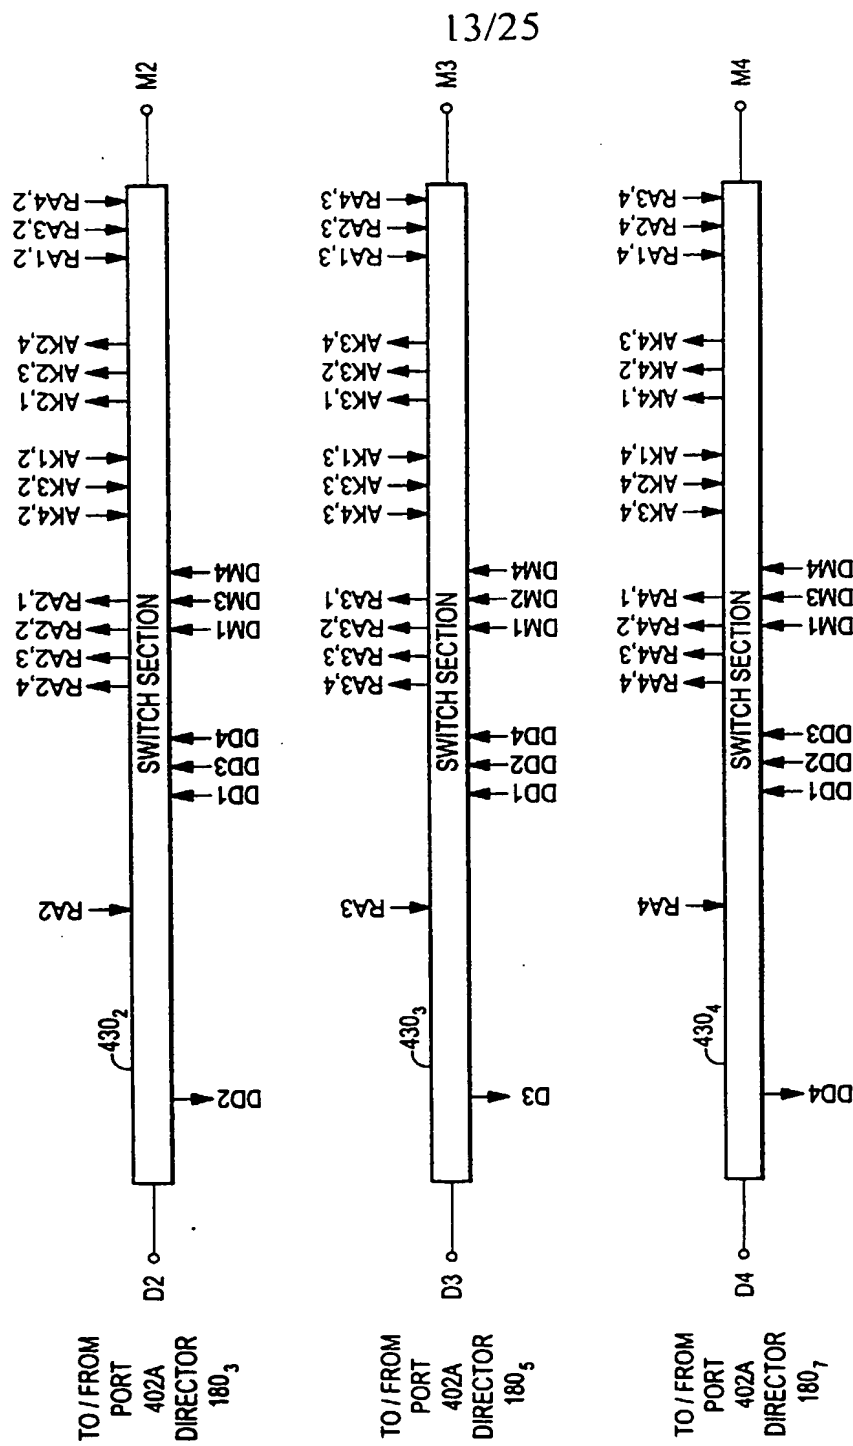 13/25
M2
RA4,2
RA3,2
RA1,2
AK2,4
AK2,3
AK2,1
AK1,2
AK3,2
AK4,2
DM4
DM3
DM1
RA2,1
RA2,2
RA2,3
RA2,4
SWITCH SECTION
DD4
DD3
DD1
RA2
430₂
DD2
D2
TO / FROM
PORT
402A
DIRECTOR
180₃
M3
RA4,3
RA2,3
RA1,3
AK3,4
AK3,2
AK3,1
AK1,3
AK3,3
AK4,3
DM4
DM2
DM1
RA3,1
RA3,2
RA3,3
RA3,4
SWITCH SECTION
DD4
DD2
DD1
RA3
430₃
D3
D3
TO / FROM
PORT
402A
DIRECTOR
180₅
M4
RA3,4
RA2,4
RA1,4
AK4,3
AK4,2
AK4,1
AK1,4
AK2,4
AK3,4
DM4
DM3
DM1
RA4,1
RA4,2
RA4,3
RA4,4
SWITCH SECTION
DD3
DD2
DD1
RA4
430₄
DD4
D4
TO / FROM
PORT
402A
DIRECTOR
180₇